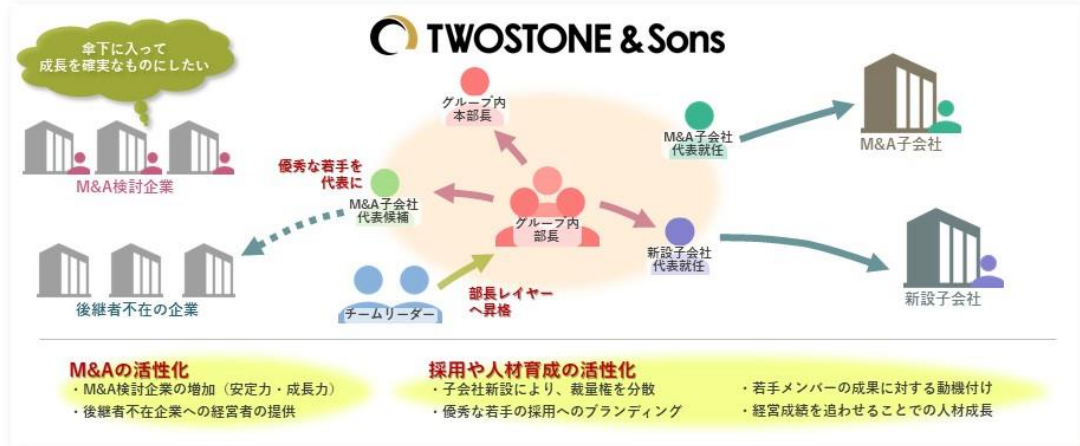 TWOSTONE & Sons
傘下に入って
成長を確実なものにしたい
M&A検討企業
グループ内
本部長
M&A子会社
代表就任
M&A子会社
優秀な若手を
代表に
M&A子会社
代表候補
グループ内
部長
新設子会社
代表就任
新設子会社
後継者不在の企業
チームリーダー
部長レイヤー
へ昇格
M&Aの活性化
・M&A検討企業の増加（安定力・成長力）
・後継者不在企業への経営者の提供
採用や人材育成の活性化
・子会社新設により、裁量権を分散
・優秀な若手の採用へのブランディング
・若手メンバーの成果に対する動機付け
・経営成績を追わせることでの人材成長